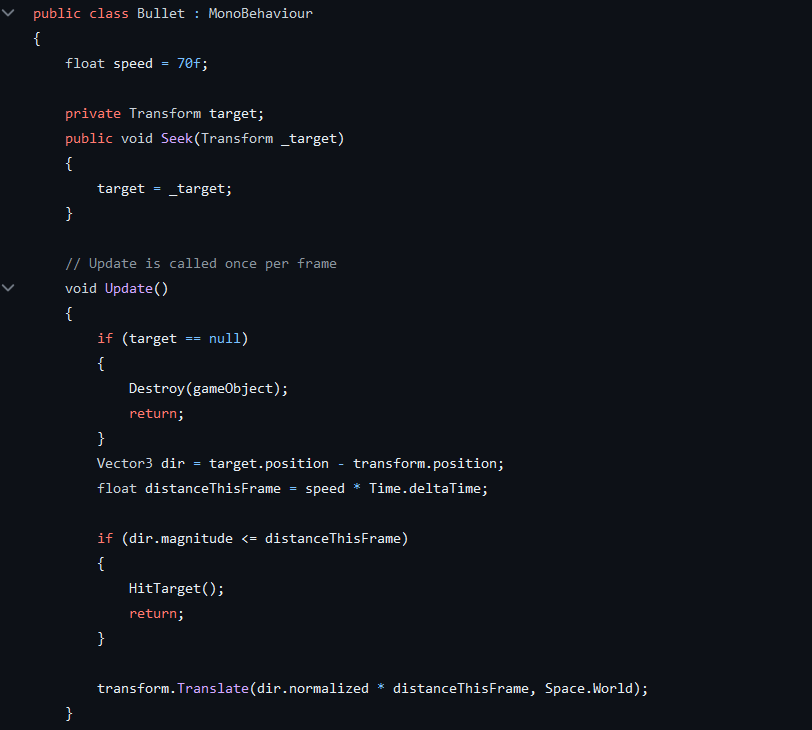 public class Bullet : MonoBehaviour
{
    float speed = 70f;

    private Transform target;
    public void Seek(Transform _target)
    {
        target = _target;
    }

    // Update is called once per frame
    void Update()
    {
        if (target == null)
        {
            Destroy(gameObject);
            return;
        }
        Vector3 dir = target.position - transform.position;
        float distanceThisFrame = speed * Time.deltaTime;

        if (dir.magnitude <= distanceThisFrame)
        {
            HitTarget();
            return;
        }

        transform.Translate(dir.normalized * distanceThisFrame, Space.World);
    }